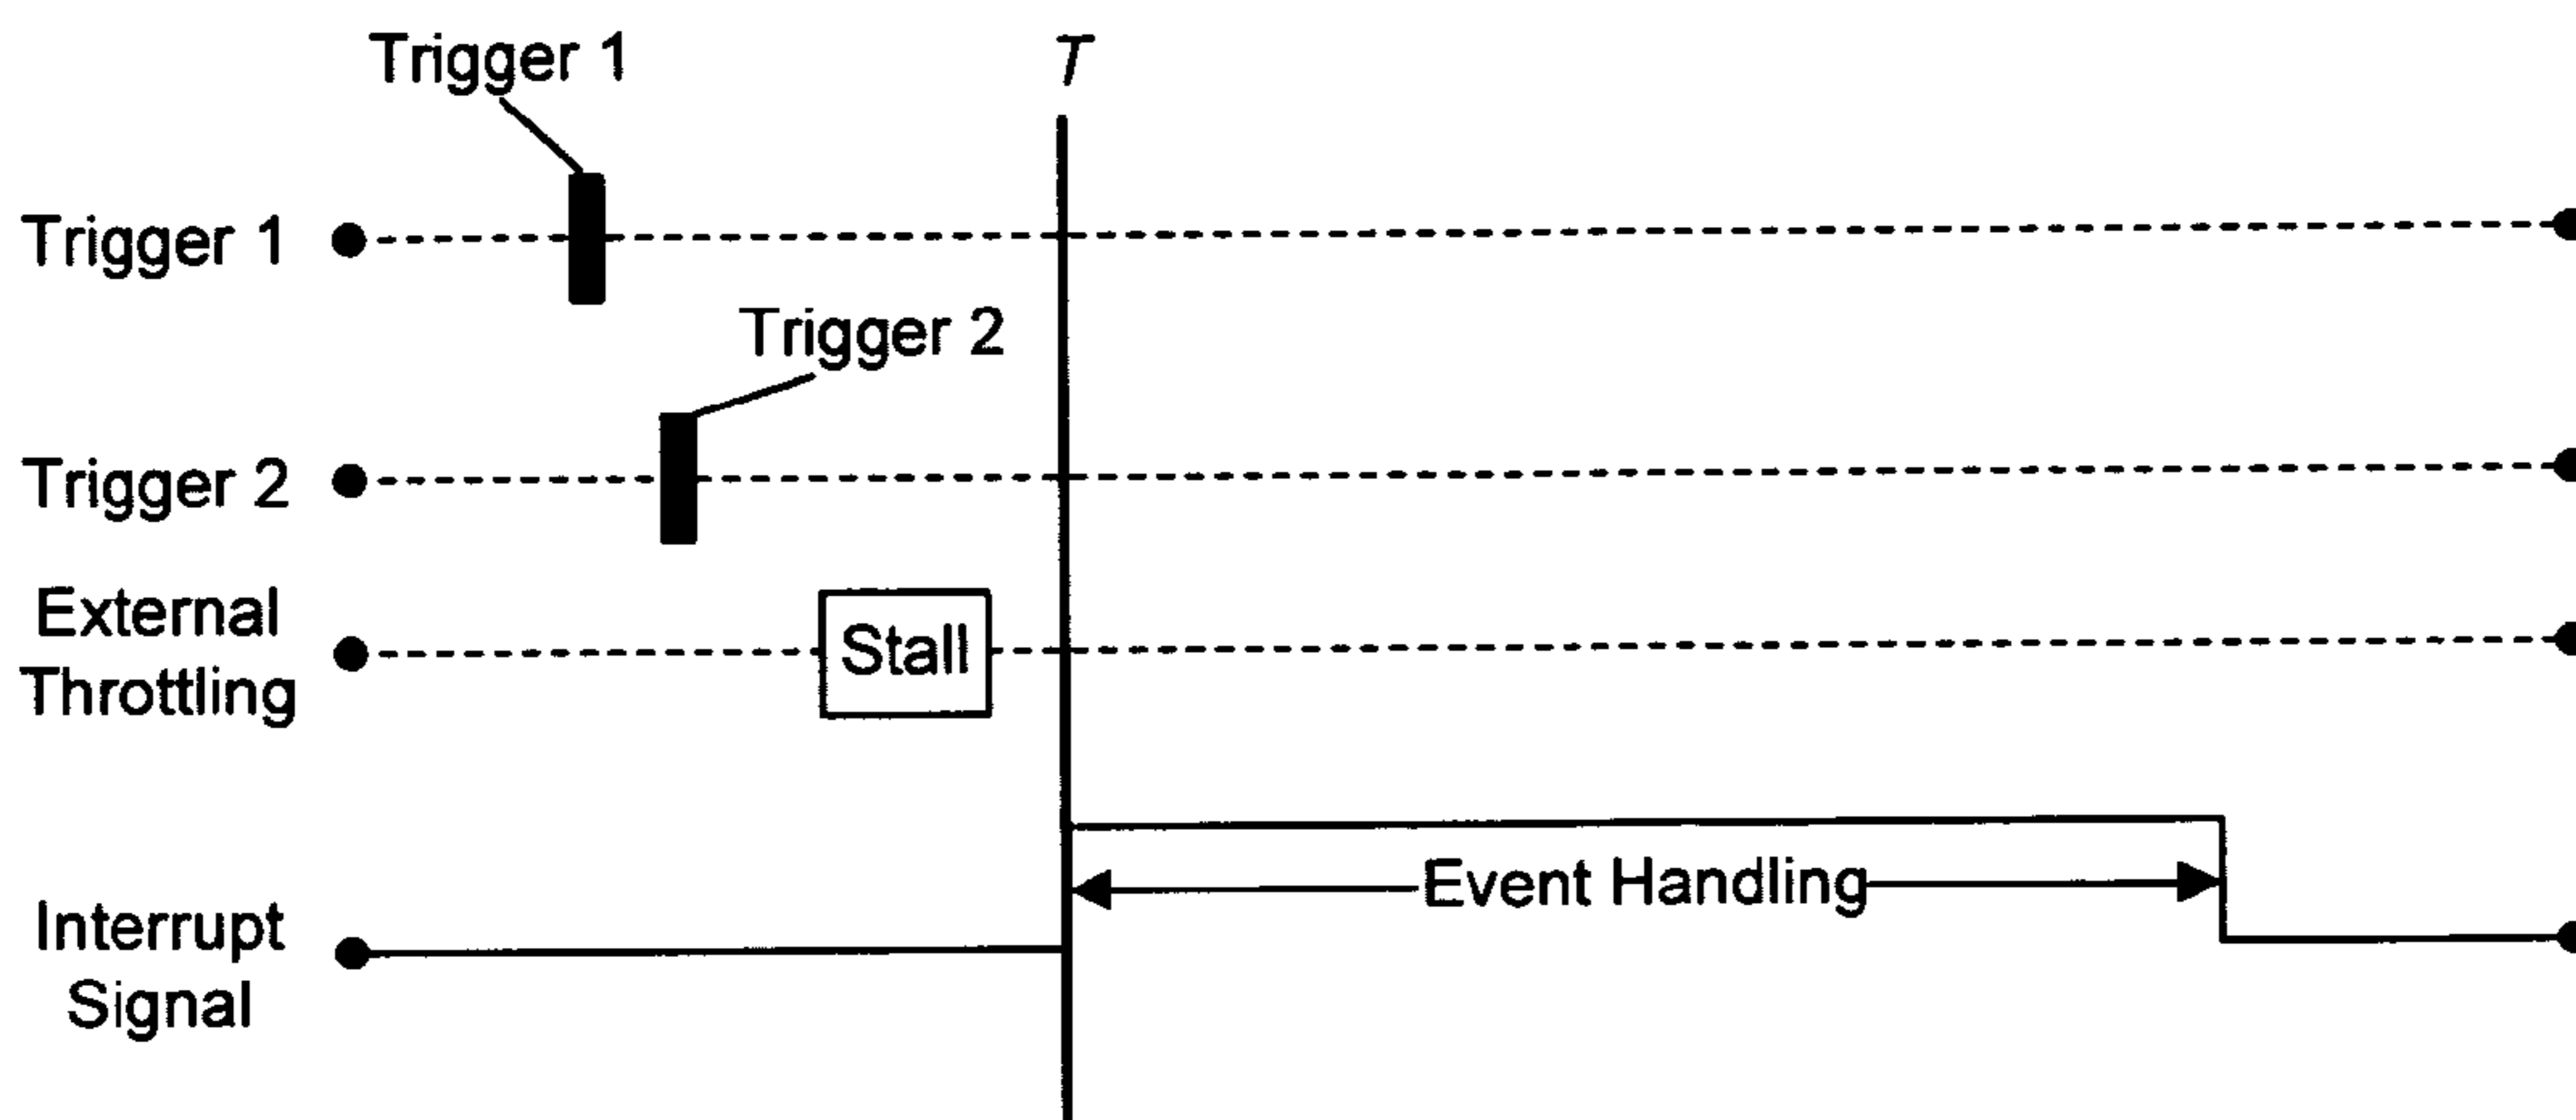 Trigger 1
T
Trigger 1
Trigger 2
Trigger 2
External
Throttling
Stall
Event Handling
Interrupt
Signal